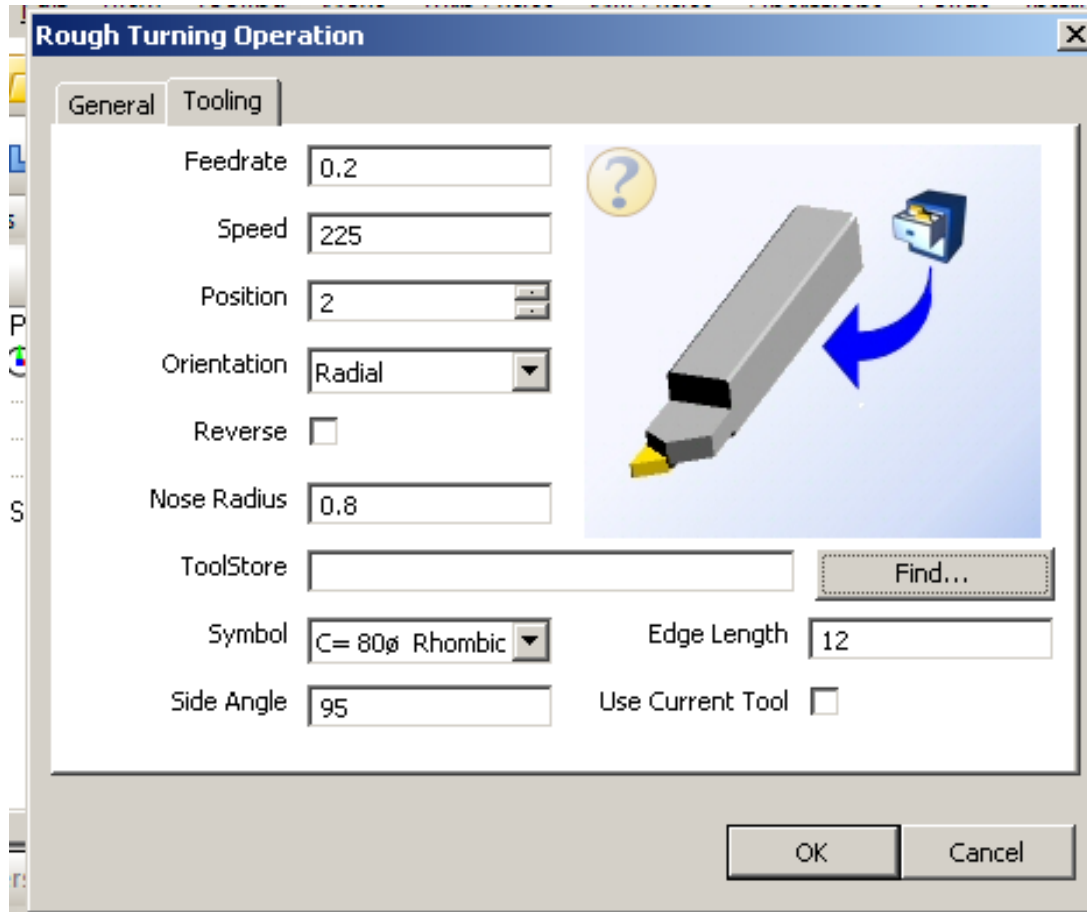 Rough Turning Operation
General Tooling
Feedrate 0.2
Speed 225
Position 2
Orientation Radial
Reverse
Nose Radius 0.8
ToolStore Find...
Symbol C= 80ø Rhombic Edge Length 12
Side Angle 95 Use Current Tool
OK Cancel